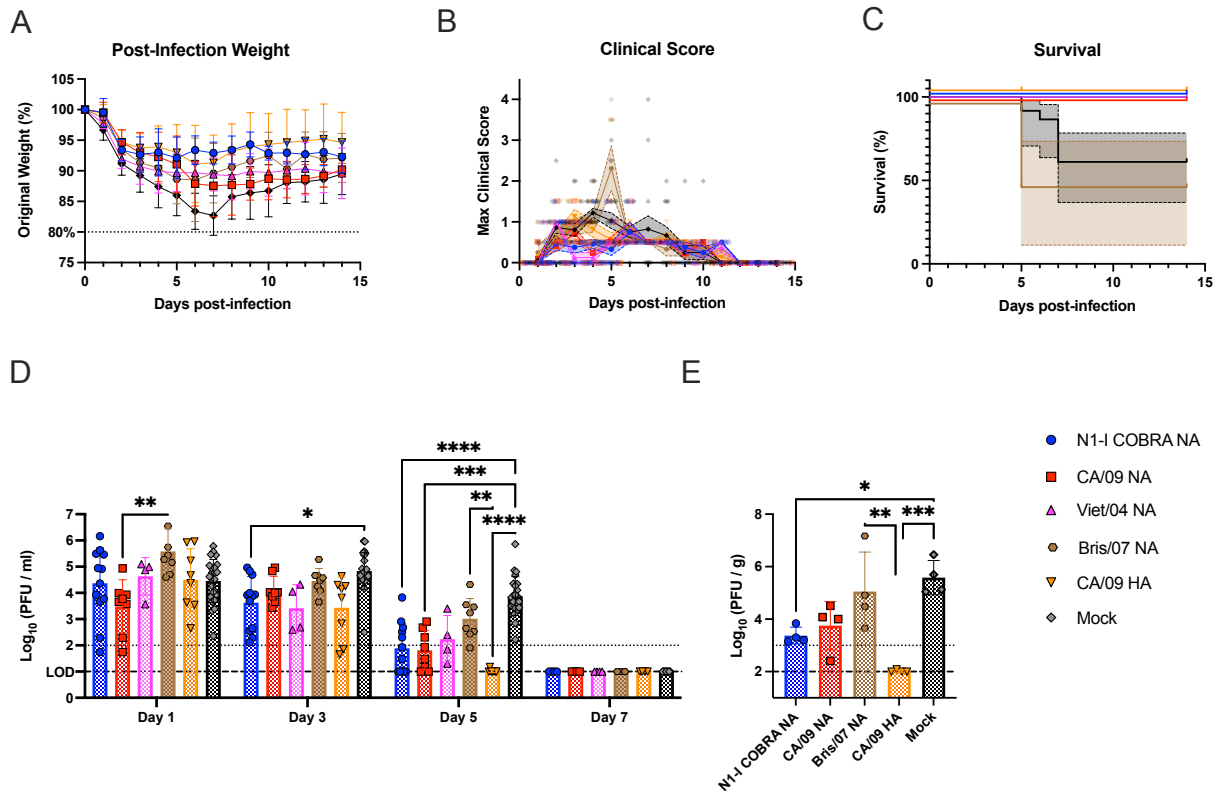 A
Post-Infection Weight
Original Weight (%)
105
100
95
90
85
80%
75
0
5
10
15
Days post-infection
B
Clinical Score
Max Clinical Score
4
3
2
1
0
0
5
10
15
Days post-infection
C
Survival
Survival (%)
100
50
0
0
5
10
15
Days post-infection
D
Log10 (PFU / ml)
7
6
5
4
3
2
LOD
0
**
*
****
***
**
****
Day 1
Day 3
Day 5
Day 7
E
Log10 (PFU / g)
8
6
4
2
*
**
***
N1-I COBRA NA
CA/09 NA
Bris/07 NA
CA/09 HA
Mock
N1-I COBRA NA
CA/09 NA
Viet/04 NA
Bris/07 NA
CA/09 HA
Mock